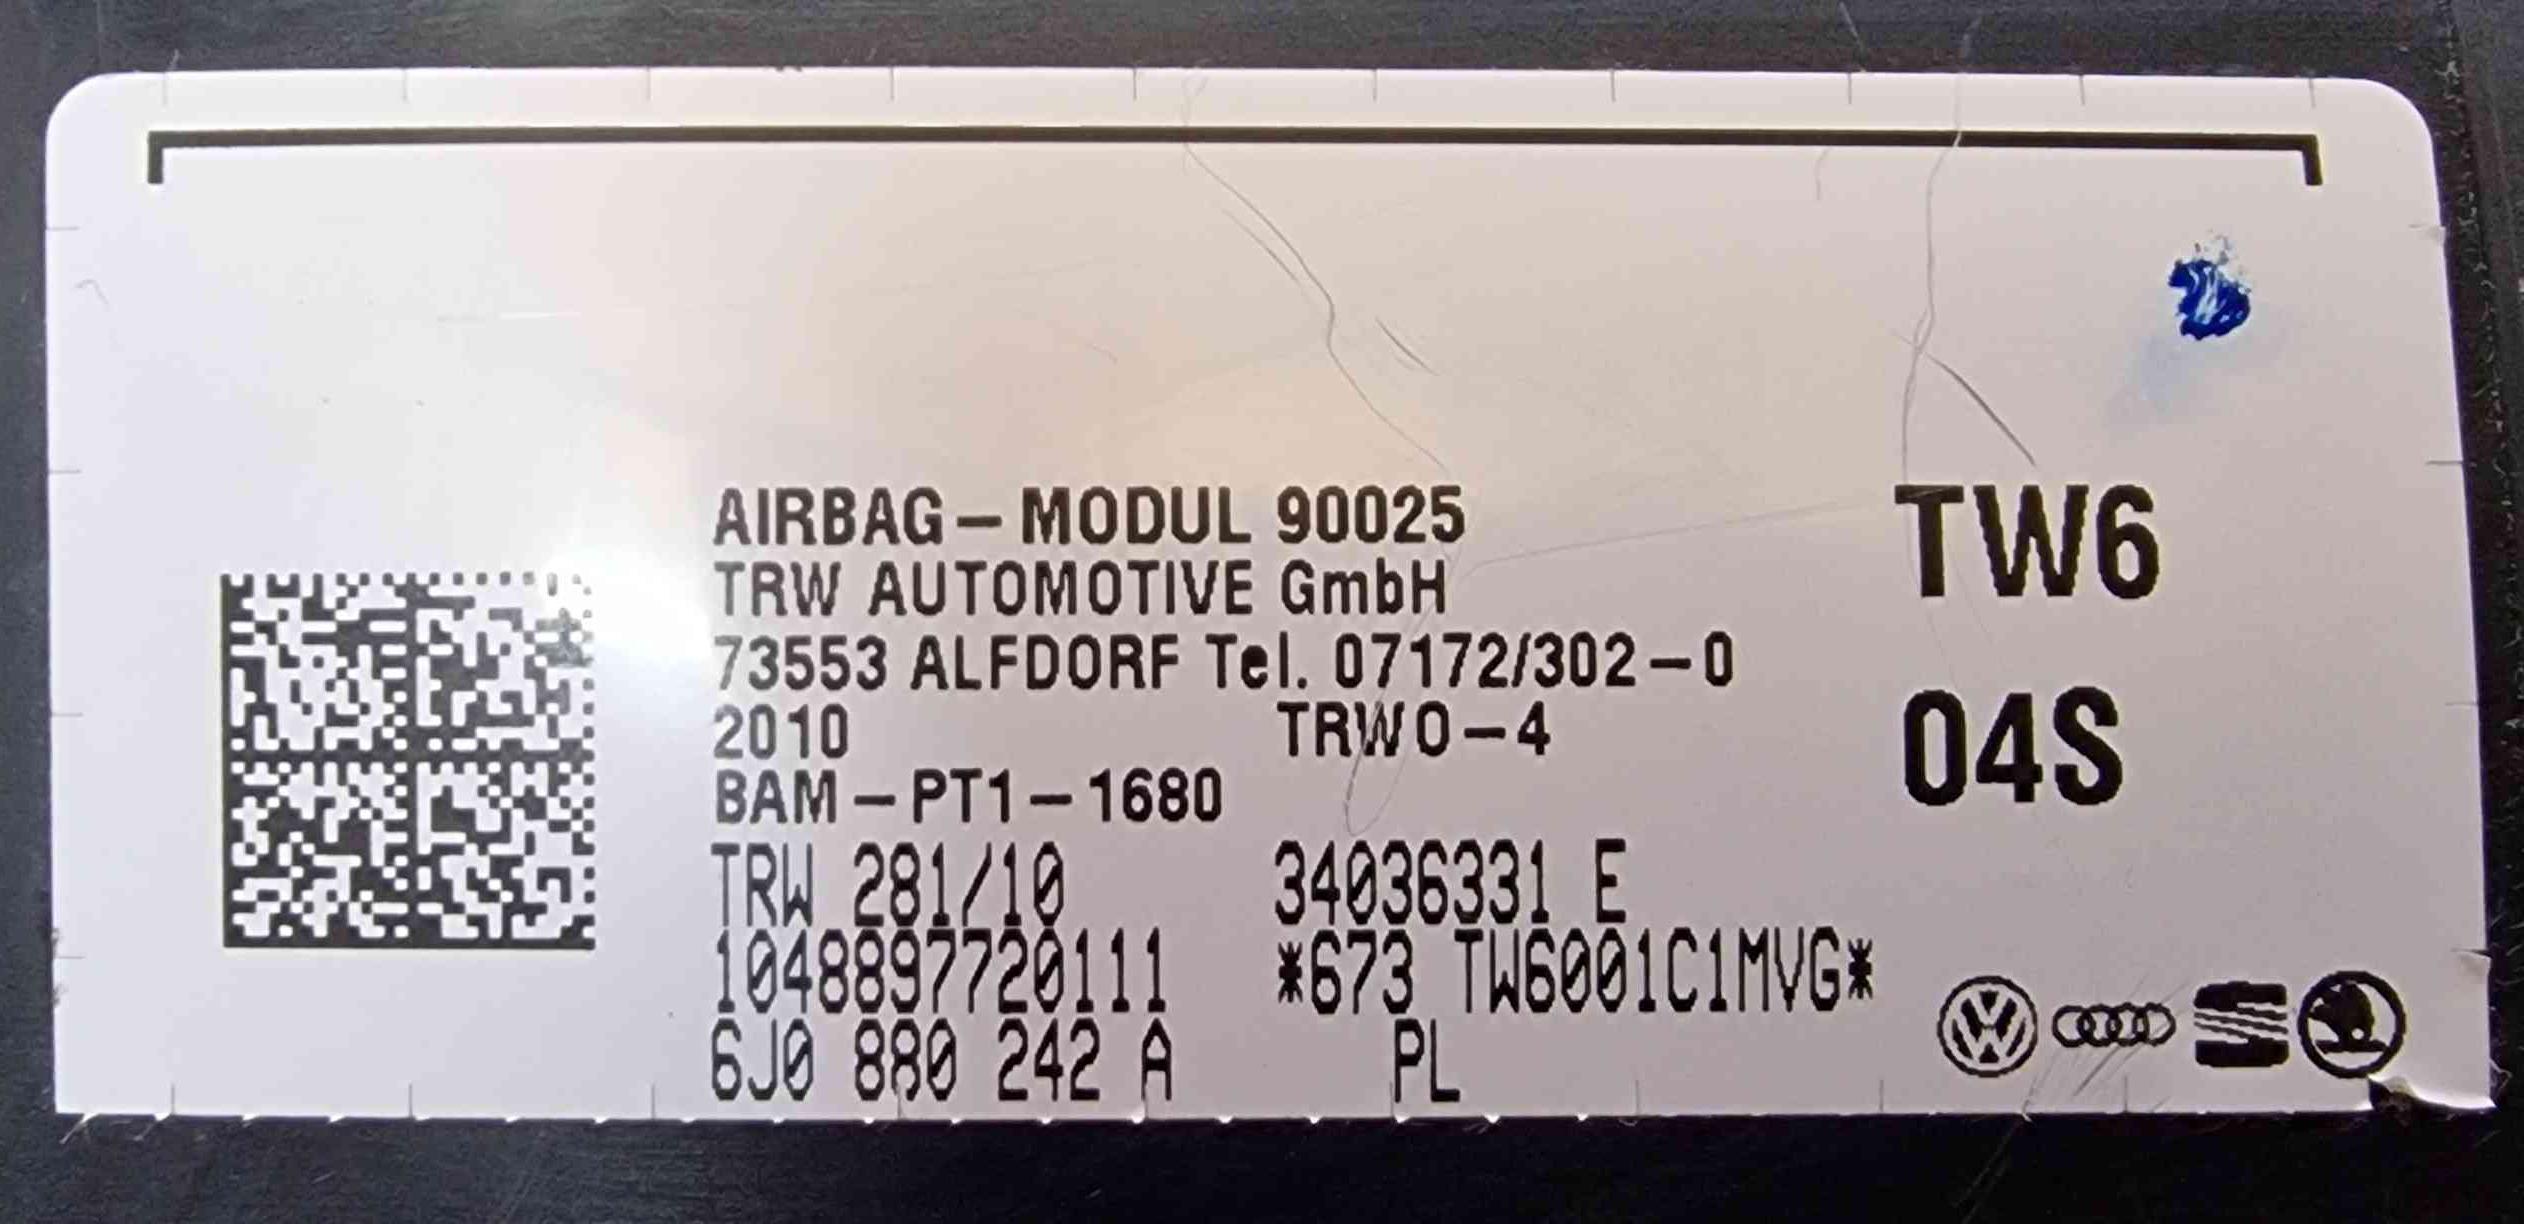 AIRBAG – MODUL 90025
TRW AUTOMOTIVE GmbH
73553 ALFDORF Tel. 07172/302 – 0
2010 TRWO – 4
BAM – PT1 – 1680
TRW 281/10 34036331 E
1048897720111 *673 TW6001C1MVG*
6J0 880 242 A PL
TW6
04S